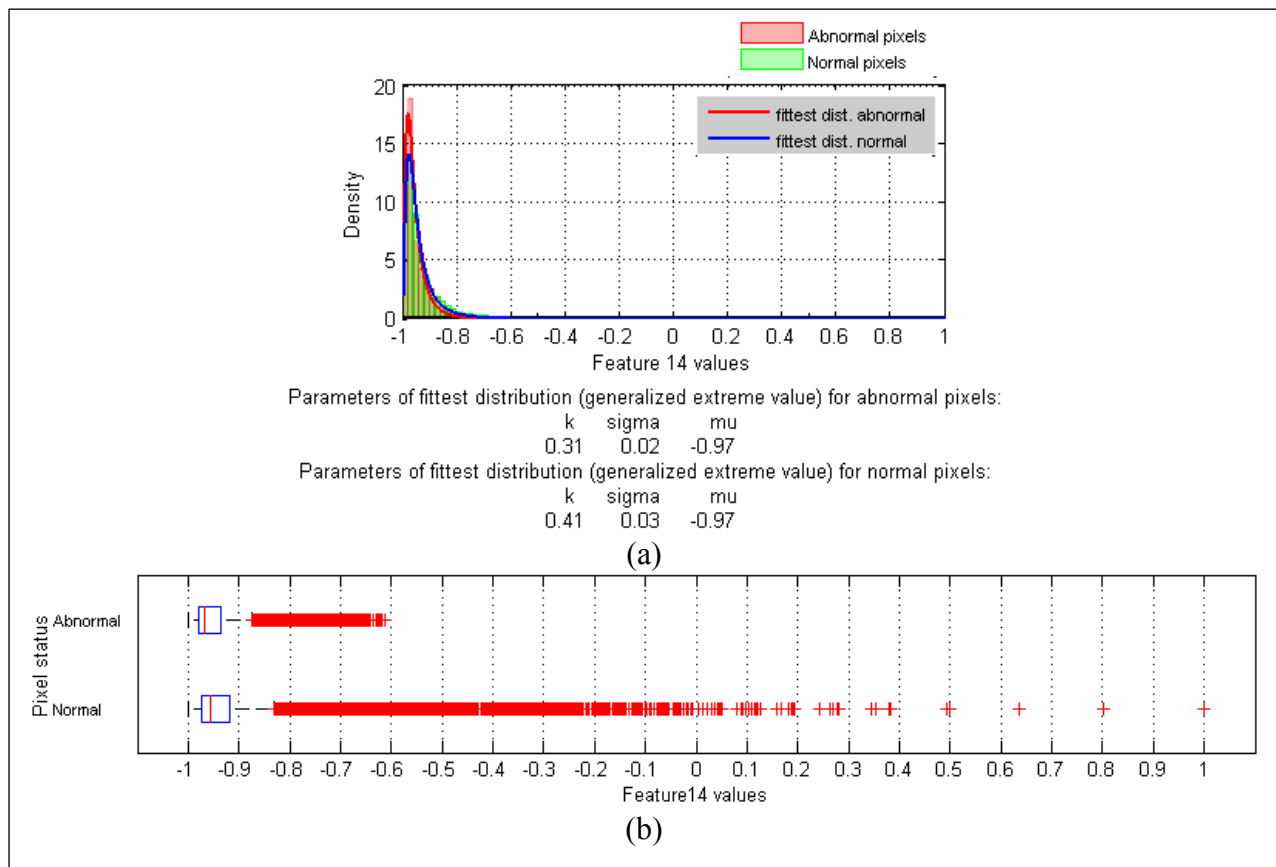 Abnormal pixels
Normal pixels
fittest dist. abnormal
fittest dist. normal
20
15
10
5
0
Density
-1 -0.8 -0.6 -0.4 -0.2 0 0.2 0.4 0.6 0.8 1
Feature 14 values
Parameters of fittest distribution (generalized extreme value) for abnormal pixels:
k sigma mu
0.31 0.02 -0.97
Parameters of fittest distribution (generalized extreme value) for normal pixels:
k sigma mu
0.41 0.03 -0.97
(a)
Pixel status
Abnormal
Normal
-1 -0.9 -0.8 -0.7 -0.6 -0.5 -0.4 -0.3 -0.2 -0.1 0 0.1 0.2 0.3 0.4 0.5 0.6 0.7 0.8 0.9 1
Feature14 values
(b)